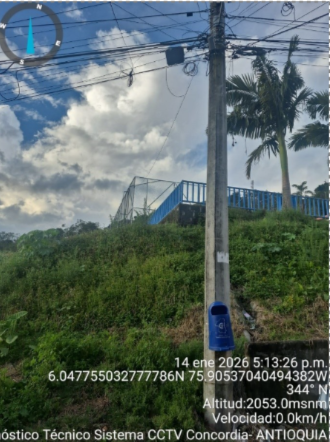 14 ene 2026 5:13:26 p.m.
6.047755032777786N 75.90537040494382W
344° N
Altitud:2053.0msnm
Velocidad:0.0km/h
óstico Técnico Sistema CCTV Concordia- ANTIOQUIA